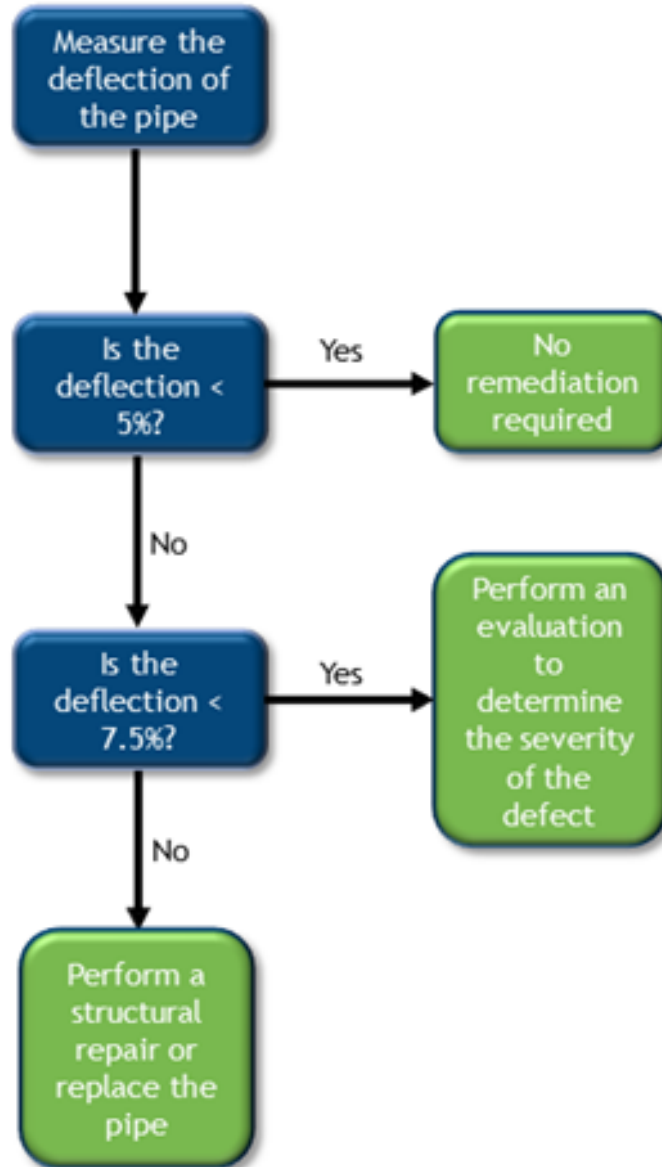 Measure the
deflection of
the pipe
Is the
deflection <
5%?
Yes
No
remediation
required
No
Is the
deflection <
7.5%?
Yes
Perform an
evaluation
to
determine
the severity
of the
defect
No
Perform a
structural
repair or
replace the
pipe